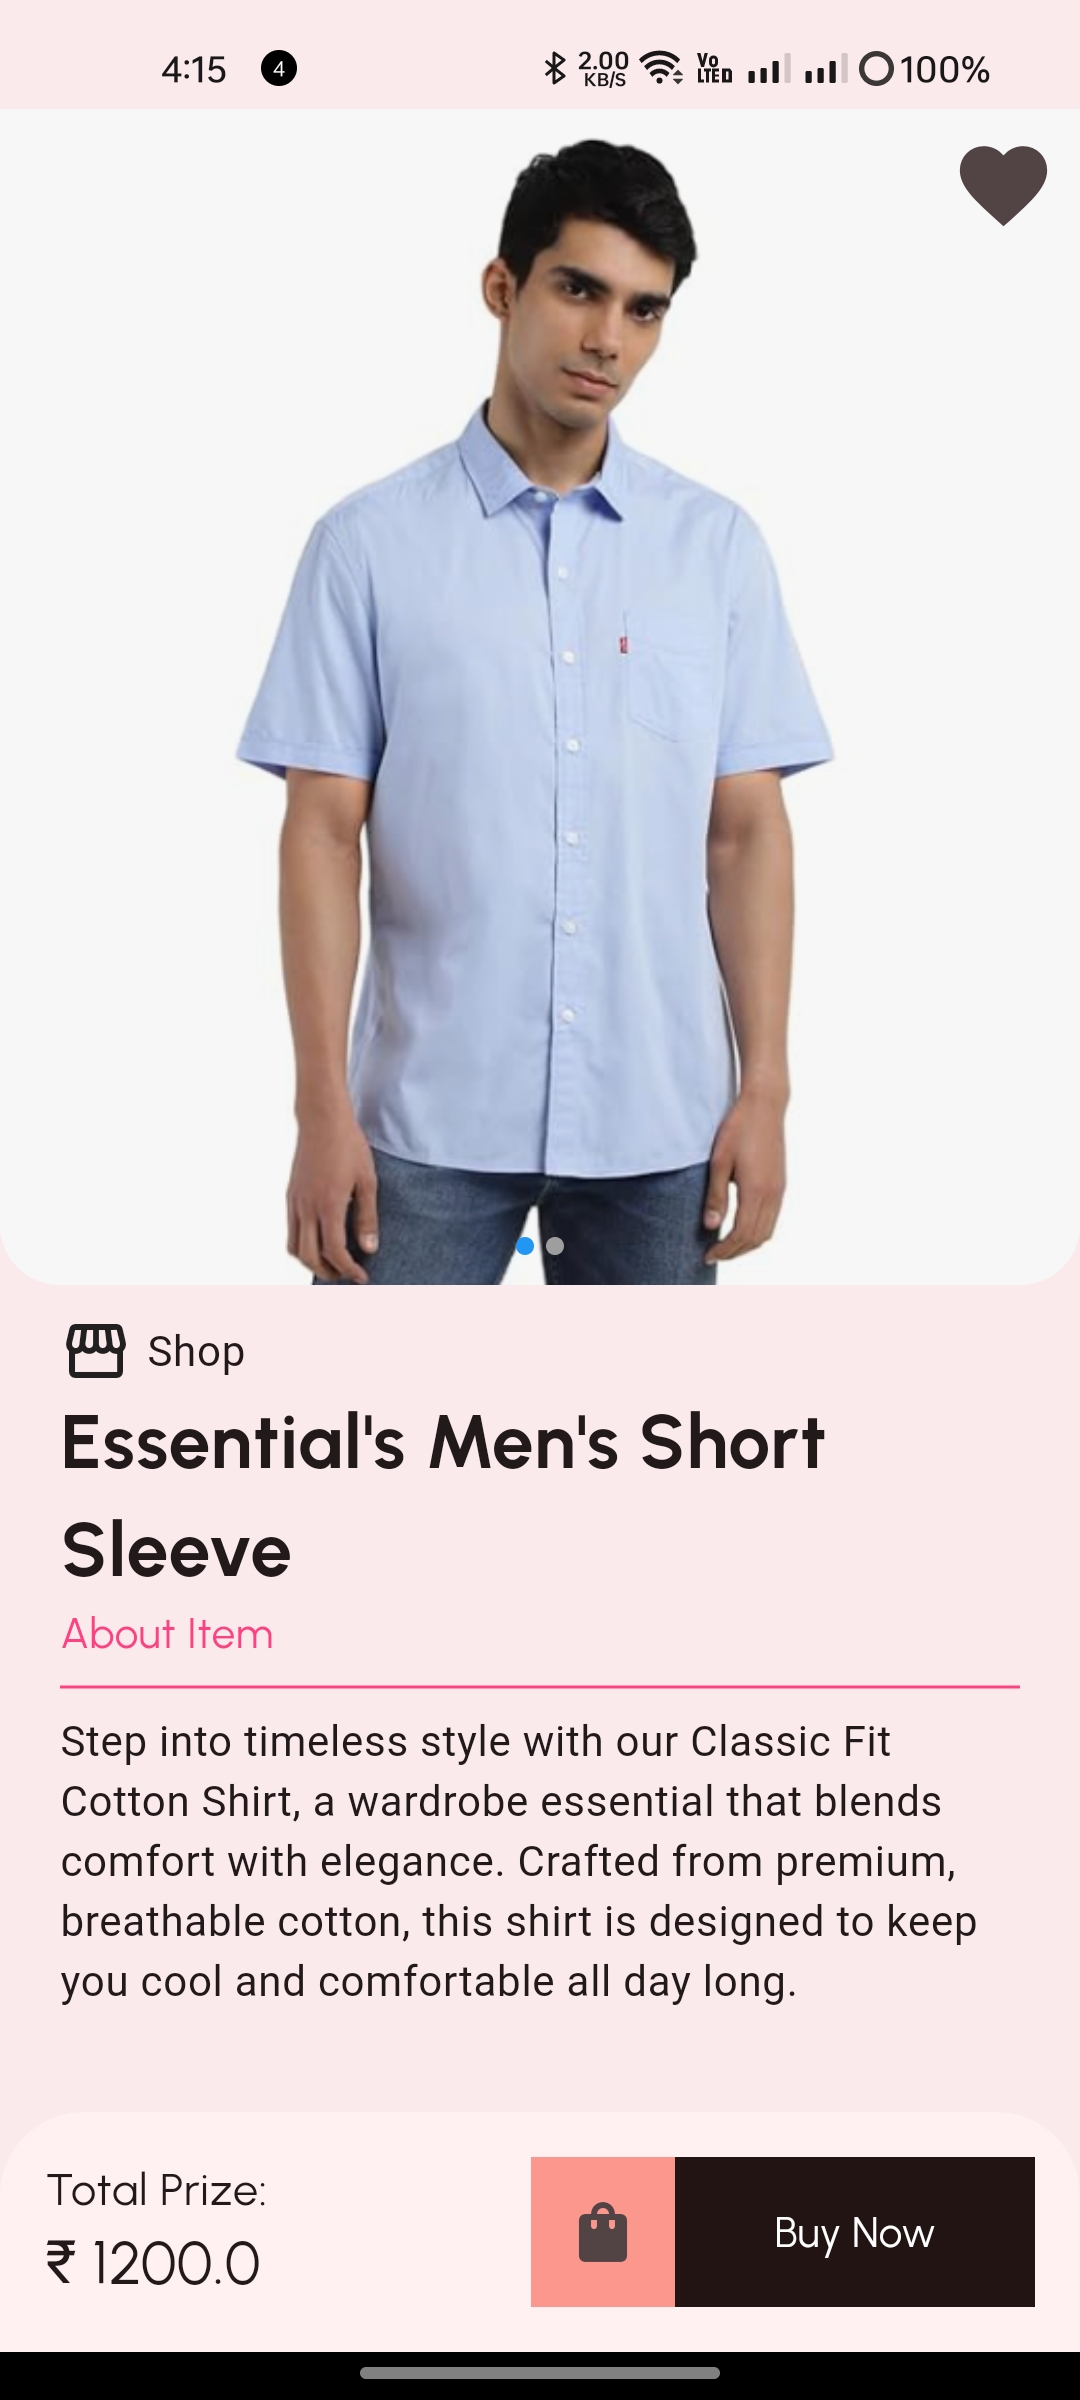 4:15
4
2.00
KB/S
Vo
LTED
100%
Shop
Essential's Men's Short
Sleeve
About Item
Step into timeless style with our Classic Fit
Cotton Shirt, a wardrobe essential that blends
comfort with elegance. Crafted from premium,
breathable cotton, this shirt is designed to keep
you cool and comfortable all day long.
Total Prize:
₹ 1200.0
Buy Now